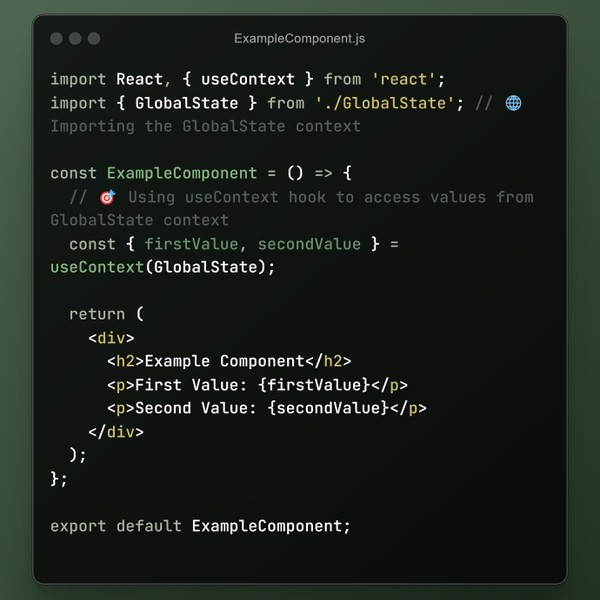 ExampleComponent.js
import React, { useContext } from 'react';
import { GlobalState } from './GlobalState'; // 🌐
Importing the GlobalState context
const ExampleComponent = () => {
// 🎯 Using useContext hook to access values from
GlobalState context
const { firstValue, secondValue } =
useContext(GlobalState);
return (
<div>
<h2>Example Component</h2>
<p>First Value: {firstValue}</p>
<p>Second Value: {secondValue}</p>
</div>
);
};
export default ExampleComponent;